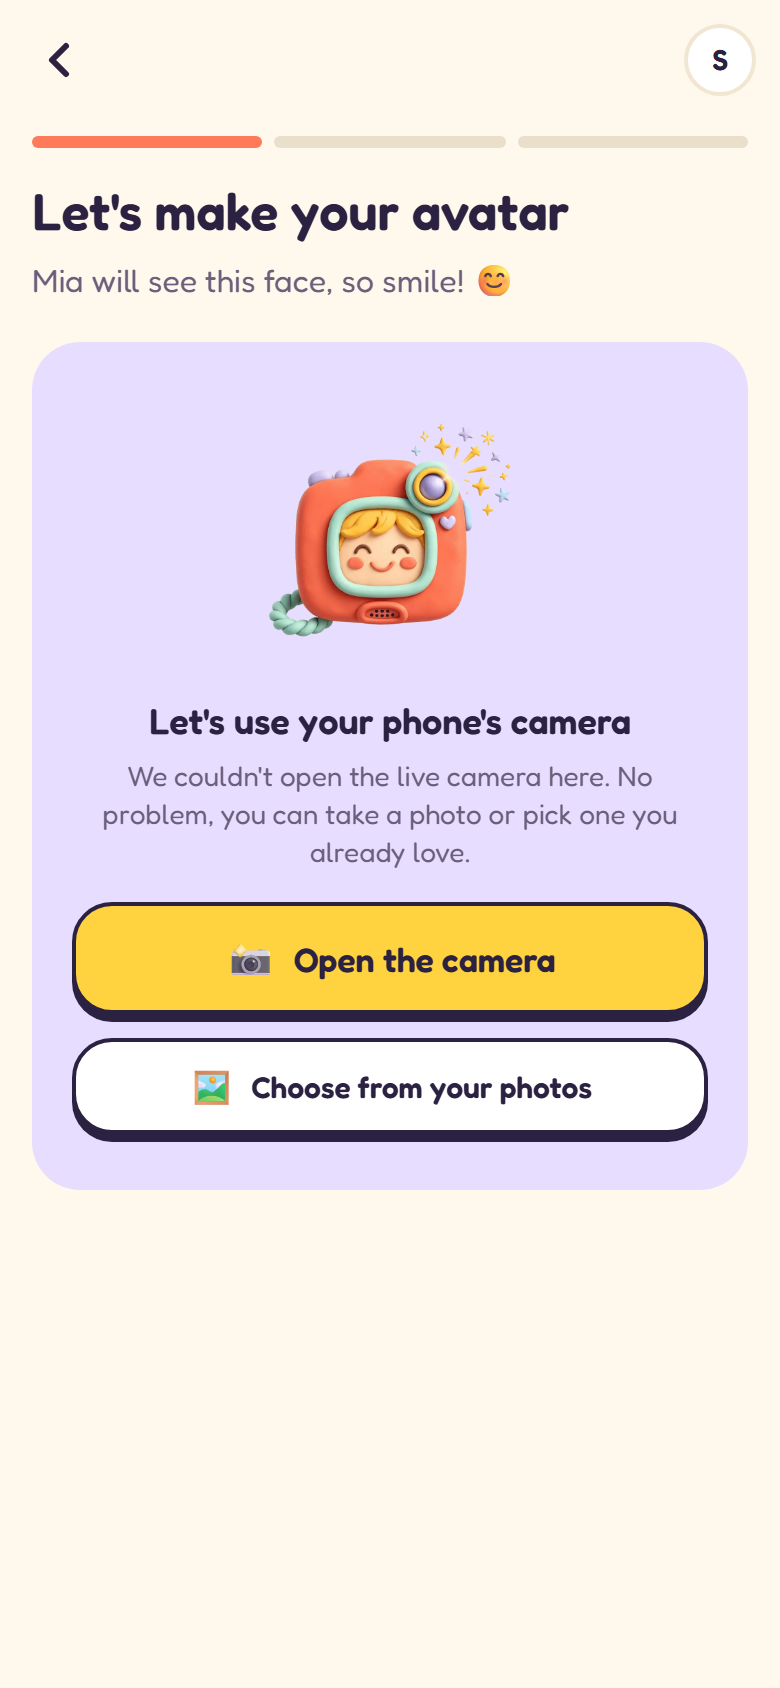 S
Let's make your avatar
Mia will see this face, so smile! 😊
Let's use your phone's camera
We couldn't open the live camera here. No
problem, you can take a photo or pick one you
already love.
📸 Open the camera
🖼️ Choose from your photos